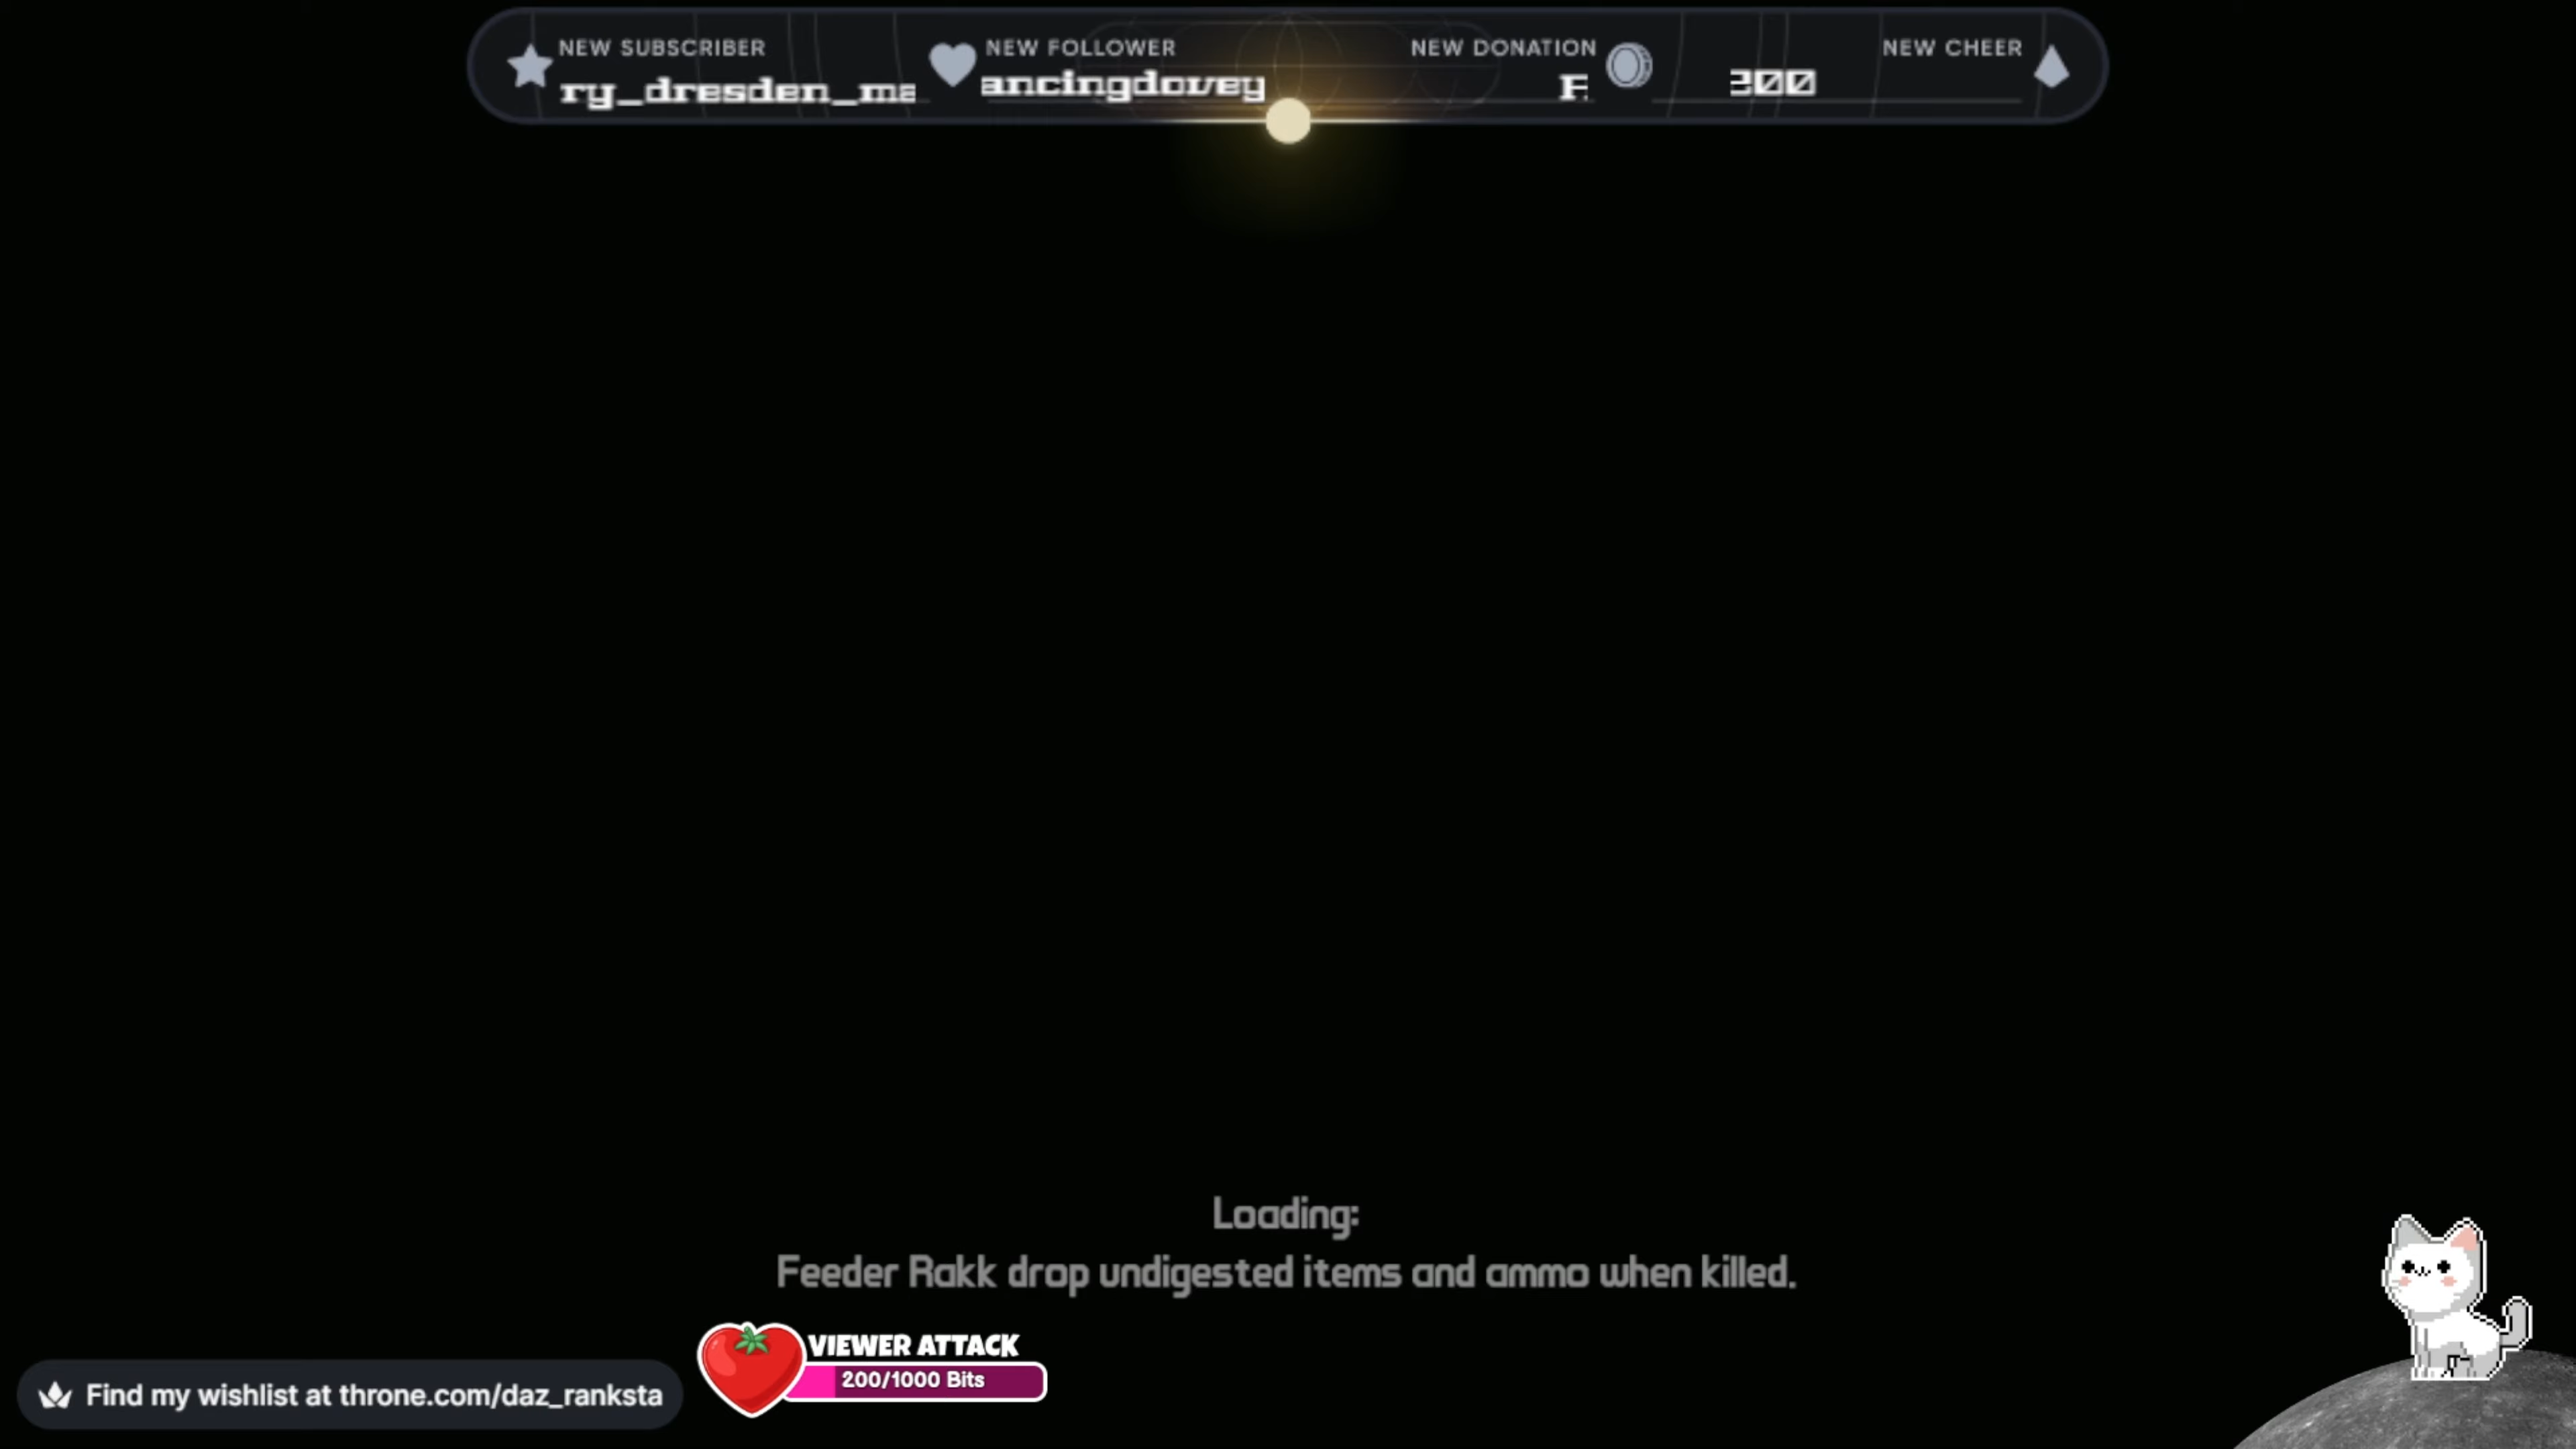 NEW SUBSCRIBER
ry_dresden_ma
NEW FOLLOWER
ancingdovey
NEW DONATION
NEW CHEER
200
Loading:
Feeder Rakk drop undigested items and ammo when killed.
VIEWER ATTACK
200/1000 Bits
Find my wishlist at throne.com/daz_ranksta